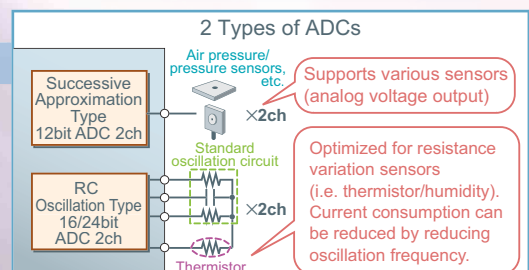 2 Types of ADCs
Air pressure/
pressure sensors,
etc.
Successive
Approximation
Type
12bit ADC 2ch
×2ch
Supports various sensors
(analog voltage output)
Standard
oscillation circuit
RC
Oscillation Type
16/24bit
ADC 2ch
×2ch
Thermistor
Optimized for resistance
variation sensors
(i.e. thermistor/humidity).
Current consumption can
be reduced by reducing
oscillation frequency.